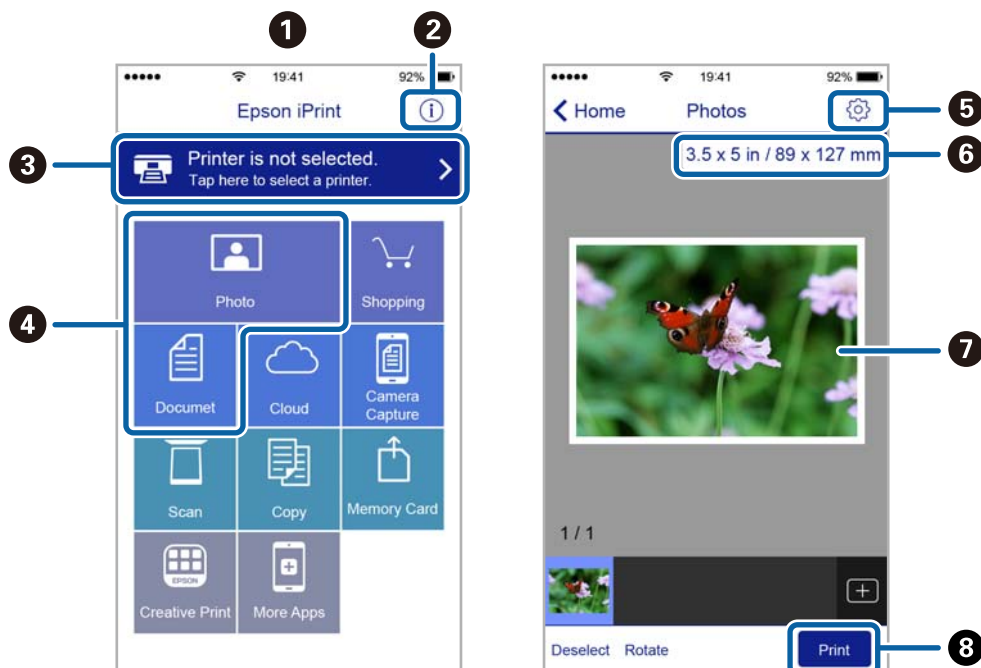 1
2
19:41
92%
Epson iPrint
i
3
Printer is not selected.
Tap here to select a printer.
4
Photo
Shopping
Documet
Cloud
Camera
Capture
Scan
Copy
Memory Card
EPSON
Creative Print
More Apps
19:41
92%
Home
Photos
5
3.5 x 5 in / 89 x 127 mm
6
7
1 / 1
Deselect
Rotate
Print
8